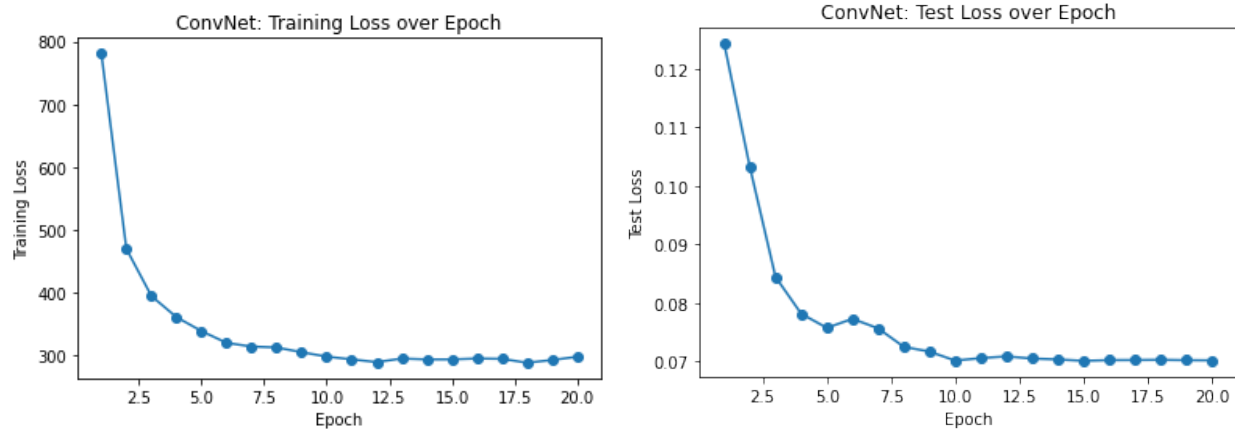 ConvNet: Training Loss over Epoch
800
700
600
500
400
300
Training Loss
2.5 5.0 7.5 10.0 12.5 15.0 17.5 20.0
Epoch
ConvNet: Test Loss over Epoch
0.12
0.11
0.10
0.09
0.08
0.07
Test Loss
2.5 5.0 7.5 10.0 12.5 15.0 17.5 20.0
Epoch